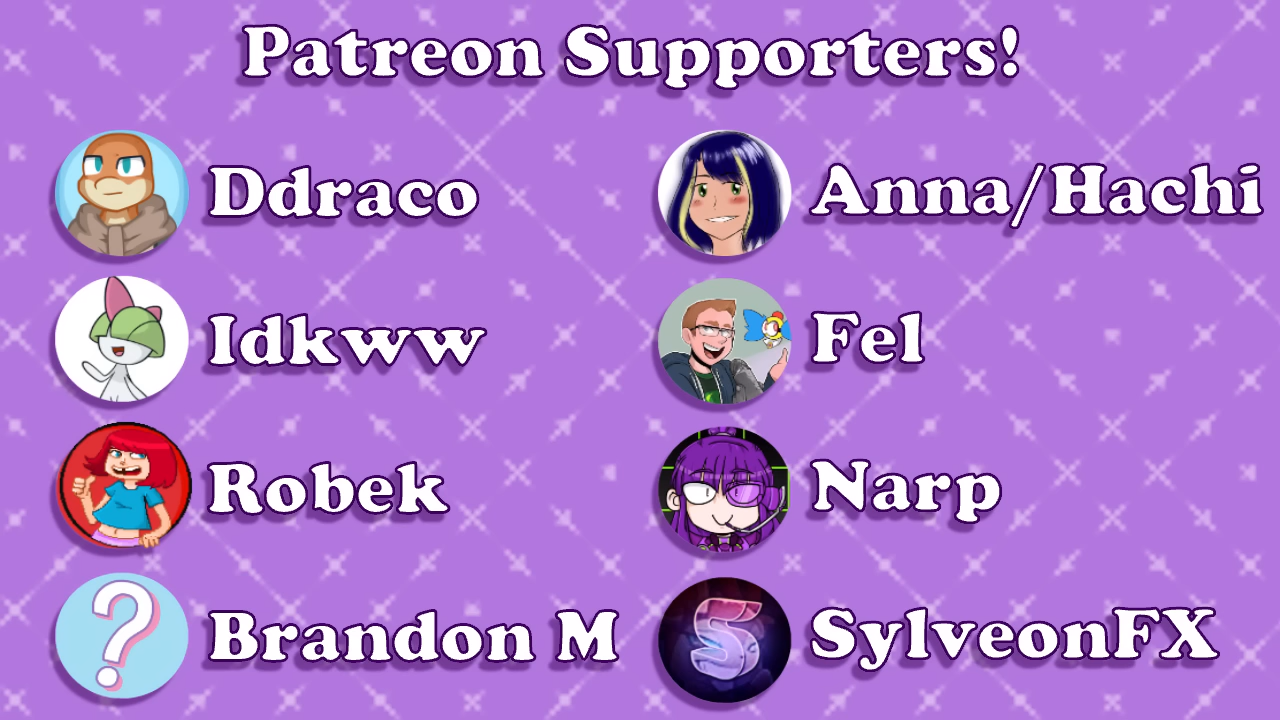 Patreon Supporters!
Ddraco
Anna/Hachi
Idkww
Fel
Robek
Narp
?
Brandon M
S
SylveonFX